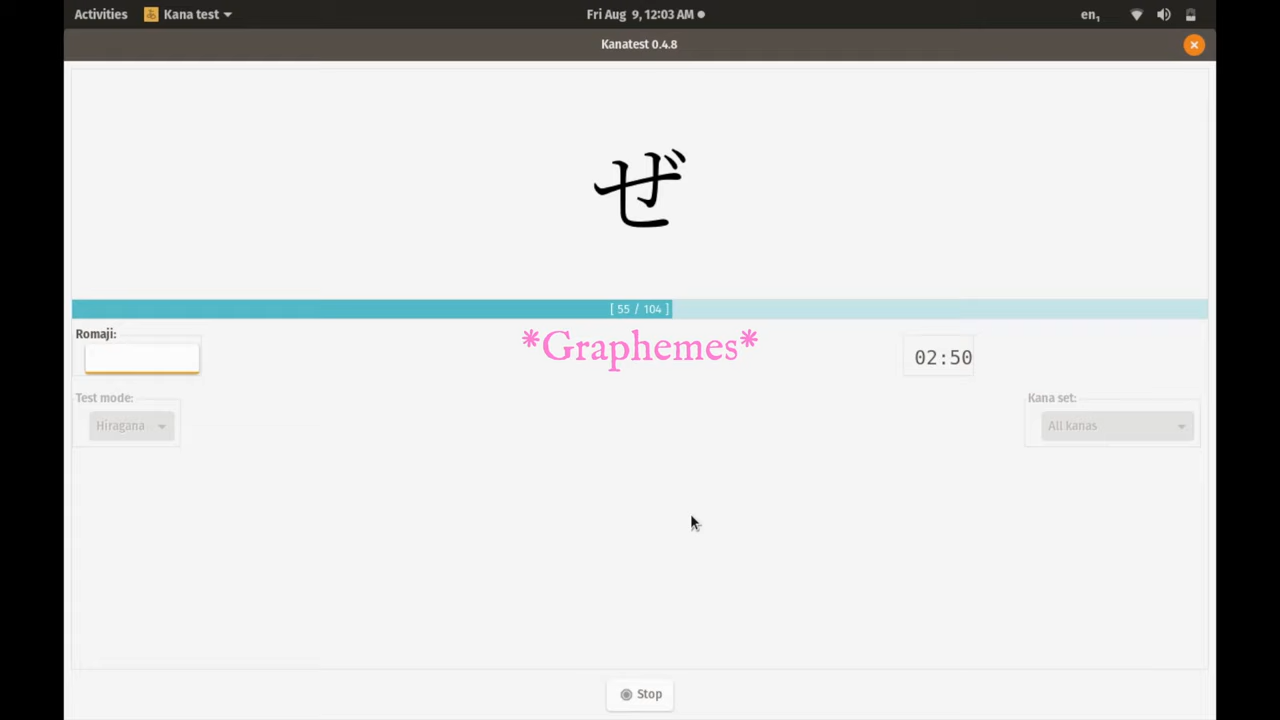 Activities
Kana test
Fri Aug 9, 12:03 AM
en,
Kanatest 0.4.8
ぜ
[ 55 / 104 ]
Romaji:
*Graphemes*
02:50
Test mode:
Kana set:
Hiragana
All kanas
Stop